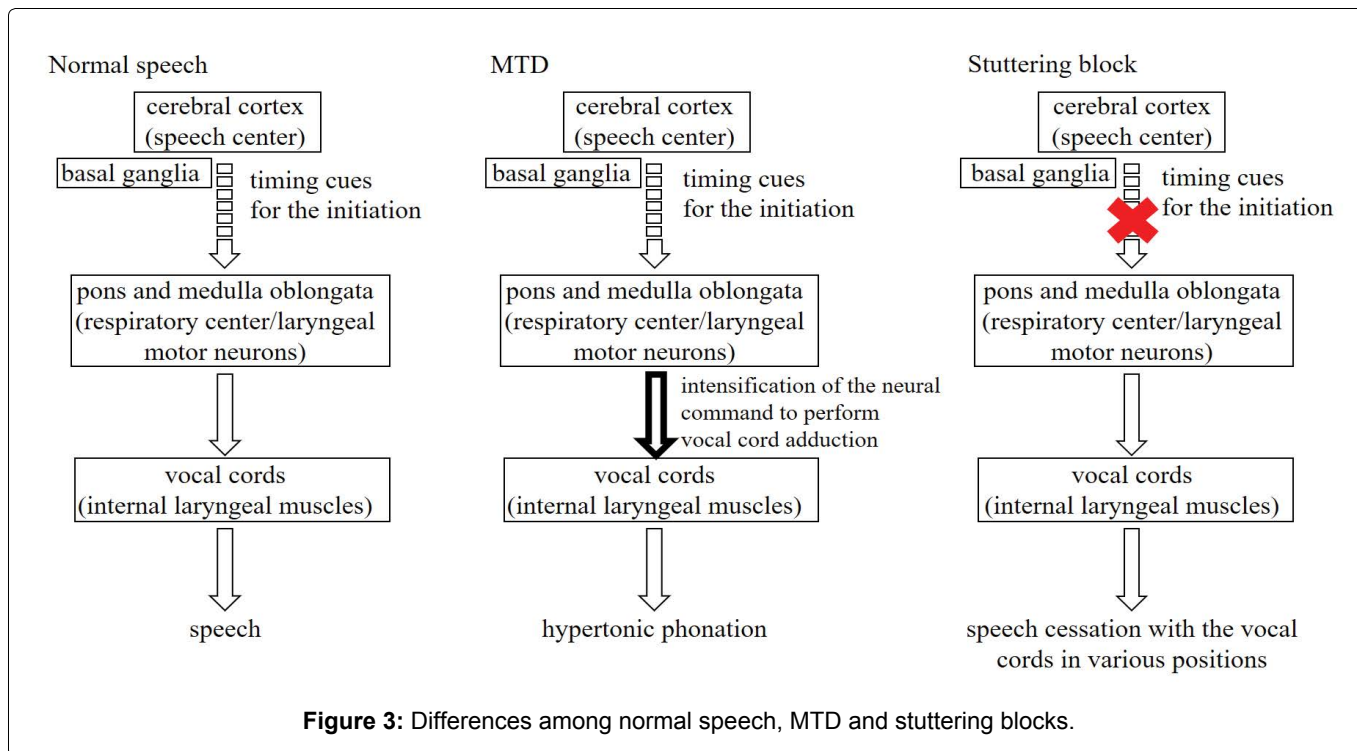 Normal speech
cerebral cortex
(speech center)
basal ganglia
timing cues
for the initiation
pons and medulla oblongata
(respiratory center/laryngeal
motor neurons)
vocal cords
(internal laryngeal muscles)
speech
MTD
cerebral cortex
(speech center)
basal ganglia
timing cues
for the initiation
pons and medulla oblongata
(respiratory center/laryngeal
motor neurons)
intensification of the neural
command to perform
vocal cord adduction
vocal cords
(internal laryngeal muscles)
hypertonic phonation
Stuttering block
cerebral cortex
(speech center)
basal ganglia
timing cues
for the initiation
pons and medulla oblongata
(respiratory center/laryngeal
motor neurons)
vocal cords
(internal laryngeal muscles)
speech cessation with the vocal
cords in various positions
Figure 3: Differences among normal speech, MTD and stuttering blocks.